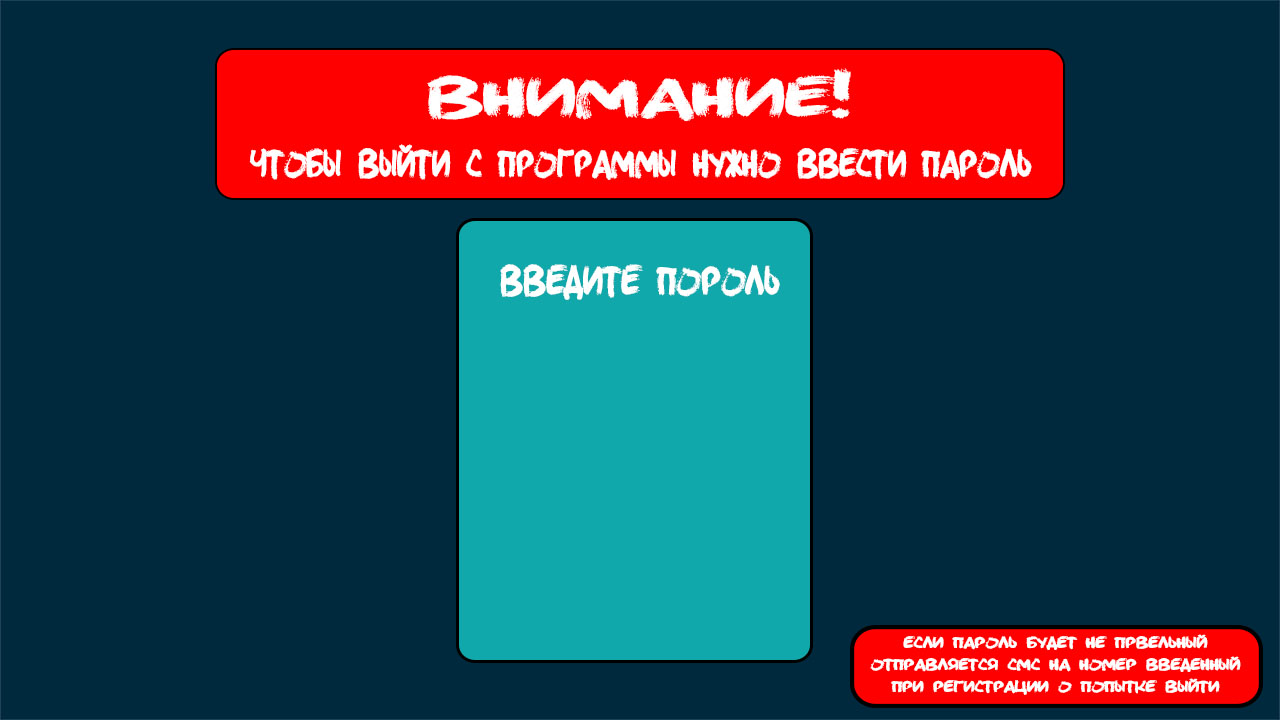 ВНИМАНИЕ!
ЧТОБЫ ВЫЙТИ С ПРОГРАММЫ НУЖНО ВВЕСТИ ПАРОЛЬ
ВВЕДИТЕ ПОРОЛЬ
ЕСЛИ ПАРОЛЬ БУДЕТ НЕ ПРВЕЛЬНЫЙ
ОТПРАВЛЯЕТСЯ СМС НА НОМЕР ВВЕДЕННЫЙ
ПРИ РЕГИСТРАЦИИ О ПОПЫТКЕ ВЫЙТИ